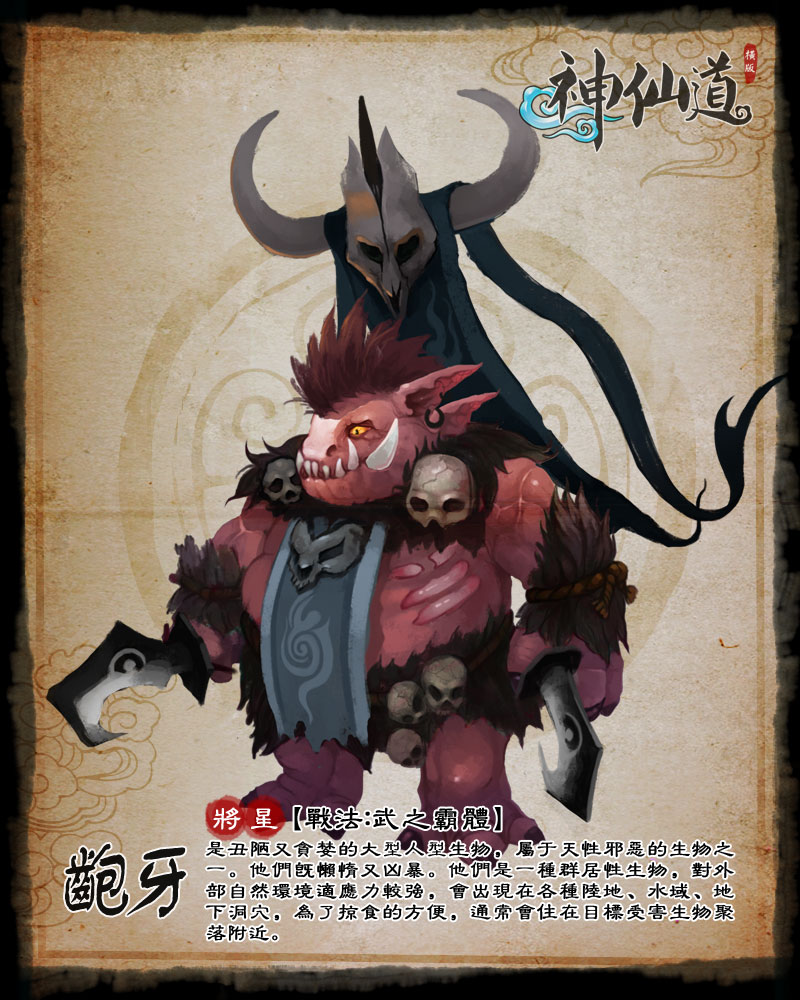 神仙道
橫版
將星【戰法:武之霸體】
齙牙
是丑陋又貪婪的大型人型生物，屬于天性邪惡的生物之
一。他們既懶惰又凶暴。他們是一種群居性生物，對外
部自然環境適應力較強，會出現在各種陸地、水域、地
下洞穴，為了掠食的方便，通常會住在目標受害生物聚
落附近。